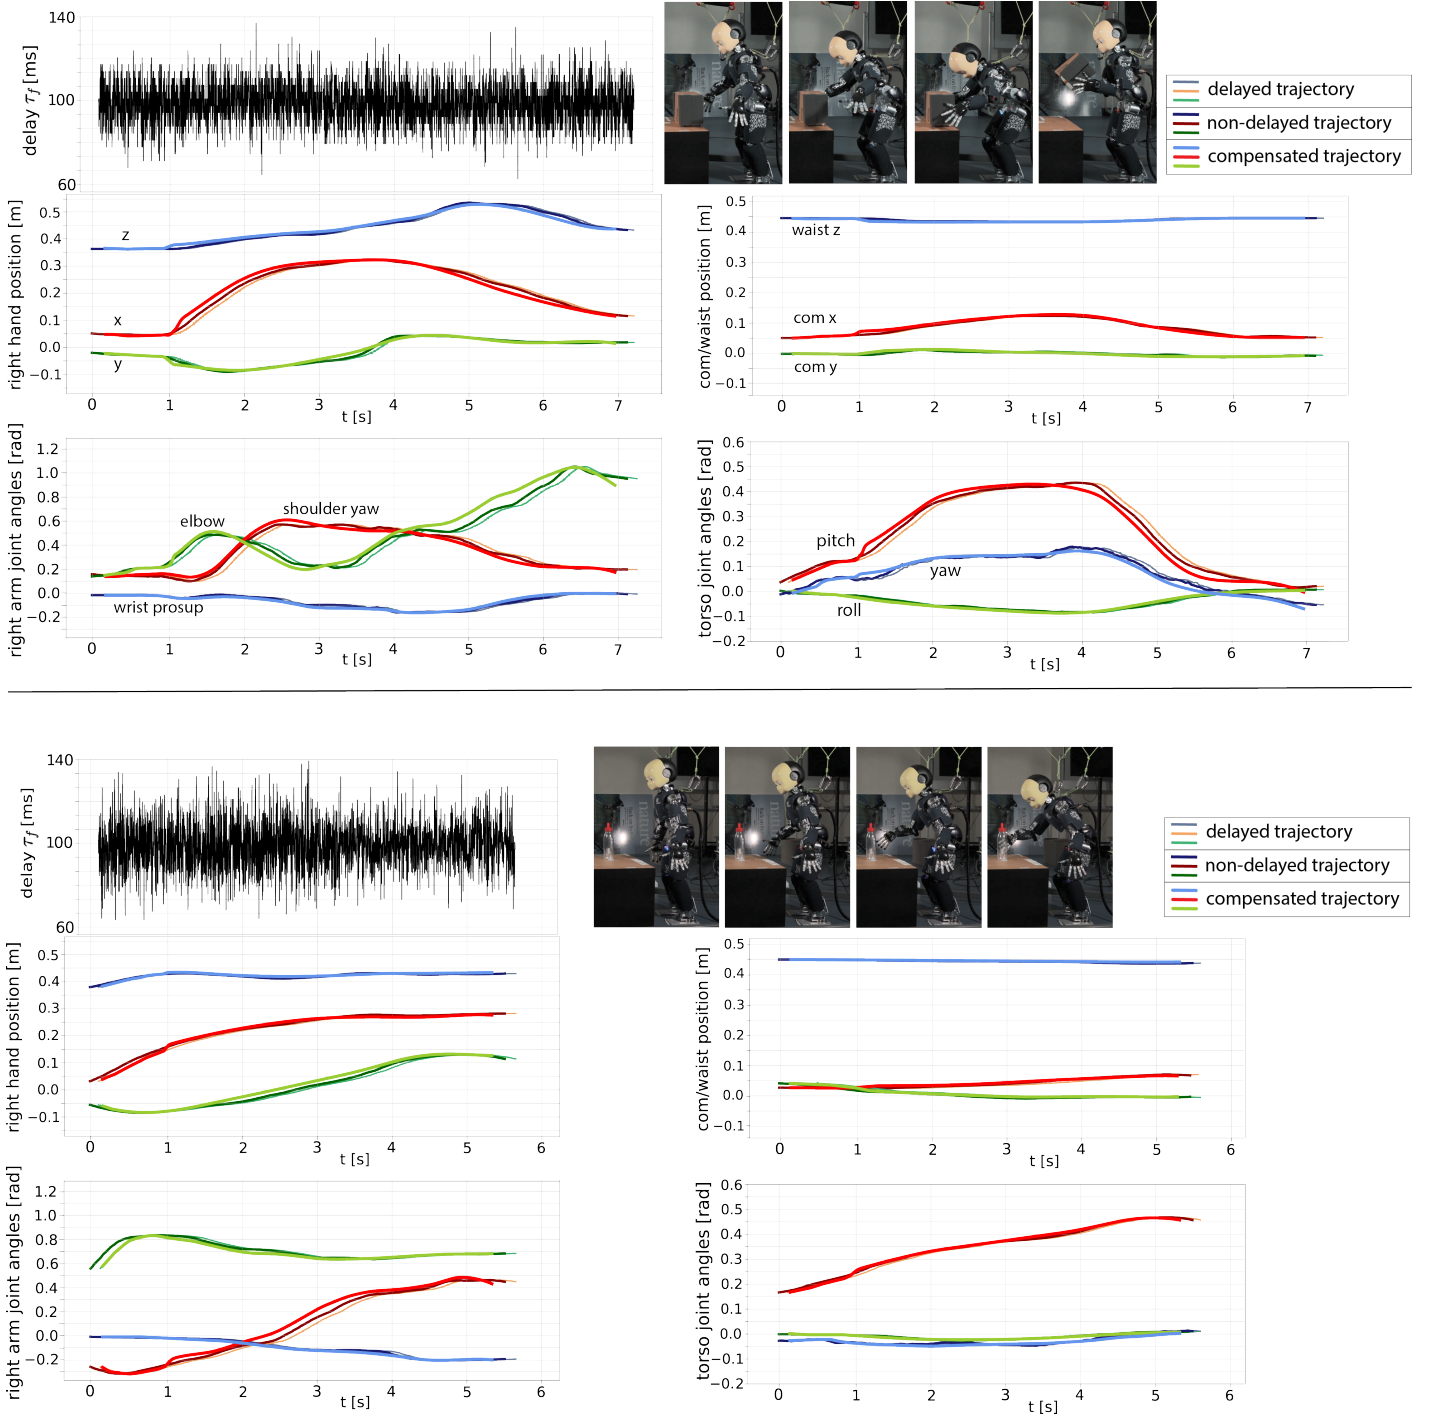 140
100
60
delay τf [ms]
delayed trajectory
non-delayed trajectory
compensated trajectory
right hand position [m]
0.5
0.4
0.3
0.2
0.1
0.0
−0.1
z
x
y
0 1 2 3 4 5 6 7
t [s]
com/waist position [m]
0.5
0.4
0.3
0.2
0.1
0.0
−0.1
waist z
com x
com y
0 1 2 3 4 5 6 7
t [s]
right arm joint angles [rad]
1.2
1.0
0.8
0.6
0.4
0.2
0.0
−0.2
elbow
shoulder yaw
wrist prosup
0 1 2 3 4 5 6 7
t [s]
torso joint angles [rad]
0.6
0.5
0.4
0.3
0.2
0.1
0.0
−0.1
−0.2
pitch
yaw
roll
0 1 2 3 4 5 6 7
t [s]
140
100
60
delay τf [ms]
delayed trajectory
non-delayed trajectory
compensated trajectory
right hand position [m]
0.5
0.4
0.3
0.2
0.1
0.0
−0.1
0 1 2 3 4 5 6
t [s]
com/waist position [m]
0.5
0.4
0.3
0.2
0.1
0.0
−0.1
0 1 2 3 4 5 6
t [s]
right arm joint angles [rad]
1.2
1.0
0.8
0.6
0.4
0.2
0.0
−0.2
0 1 2 3 4 5 6
t [s]
torso joint angles [rad]
0.6
0.5
0.4
0.3
0.2
0.1
0.0
−0.1
−0.2
0 1 2 3 4 5 6
t [s]